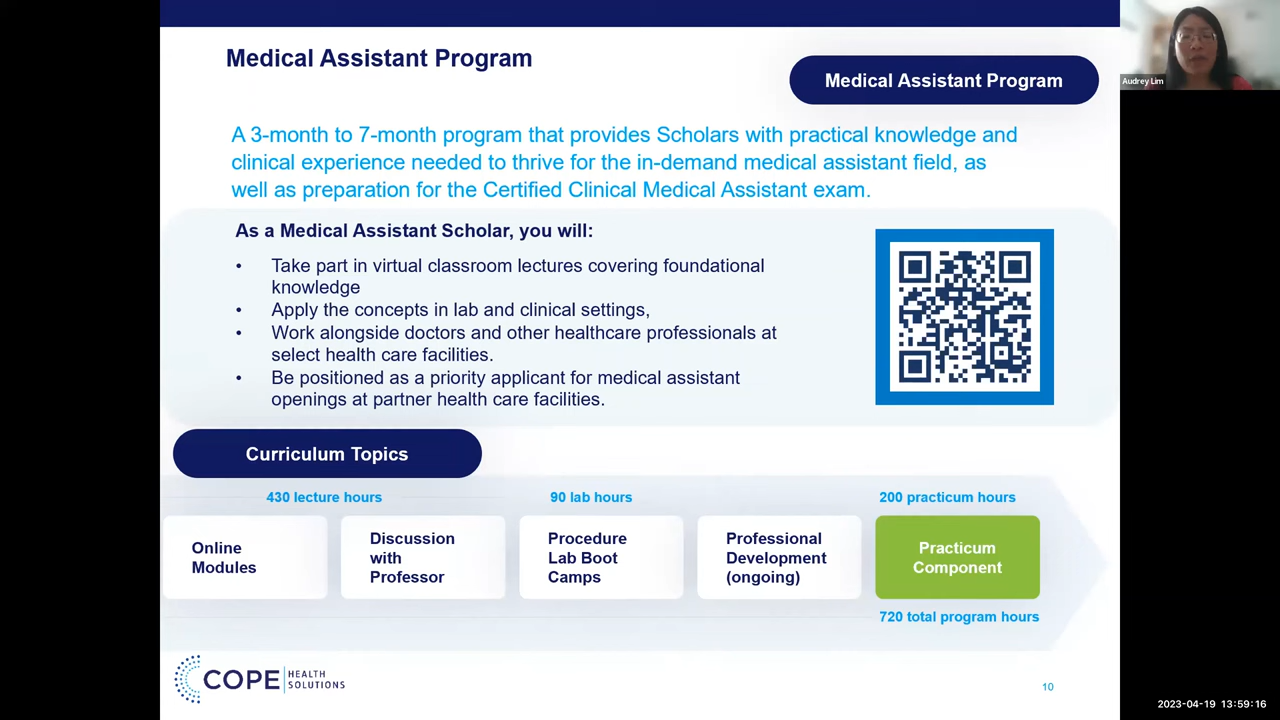 Medical Assistant Program
Medical Assistant Program
A 3-month to 7-month program that provides Scholars with practical knowledge and
clinical experience needed to thrive for the in-demand medical assistant field, as
well as preparation for the Certified Clinical Medical Assistant exam.
As a Medical Assistant Scholar, you will:
• Take part in virtual classroom lectures covering foundational
knowledge
• Apply the concepts in lab and clinical settings,
• Work alongside doctors and other healthcare professionals at
select health care facilities.
• Be positioned as a priority applicant for medical assistant
openings at partner health care facilities.
Curriculum Topics
430 lecture hours
90 lab hours
200 practicum hours
Online
Modules
Discussion
with
Professor
Procedure
Lab Boot
Camps
Professional
Development
(ongoing)
Practicum
Component
720 total program hours
COPE HEALTH
SOLUTIONS
10
Audrey Lim
2023-04-19 13:59:16